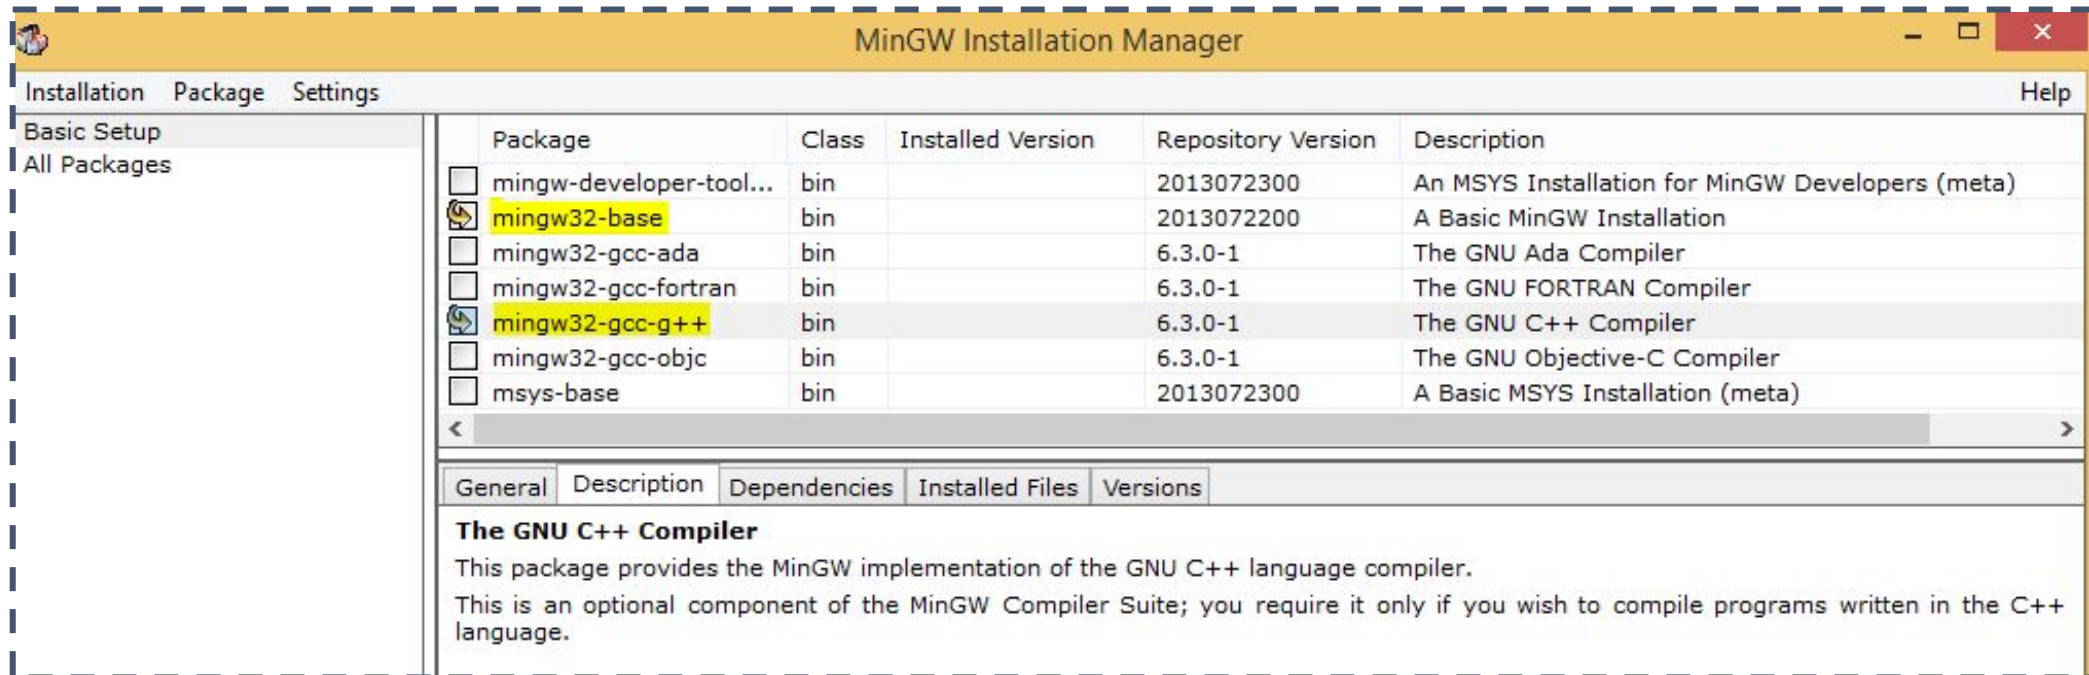 MinGW Installation Manager
Installation Package Settings Help
Basic Setup
All Packages
Package Class Installed Version Repository Version Description
mingw-developer-tool... bin 2013072300 An MSYS Installation for MinGW Developers (meta)
mingw32-base bin 2013072200 A Basic MinGW Installation
mingw32-gcc-ada bin 6.3.0-1 The GNU Ada Compiler
mingw32-gcc-fortran bin 6.3.0-1 The GNU FORTRAN Compiler
mingw32-gcc-g++ bin 6.3.0-1 The GNU C++ Compiler
mingw32-gcc-objc bin 6.3.0-1 The GNU Objective-C Compiler
msys-base bin 2013072300 A Basic MSYS Installation (meta)
General Description Dependencies Installed Files Versions
The GNU C++ Compiler
This package provides the MinGW implementation of the GNU C++ language compiler.
This is an optional component of the MinGW Compiler Suite; you require it only if you wish to compile programs written in the C++
language.